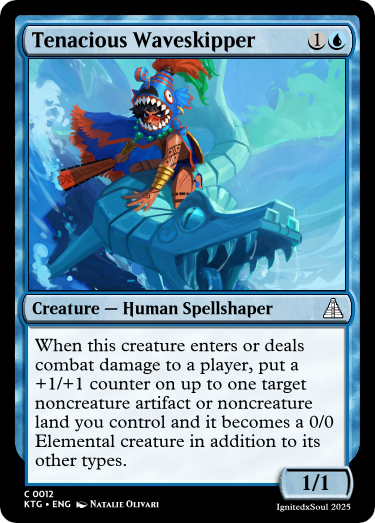 Tenacious Waveskipper 1
Creature — Human Spellshaper
When this creature enters or deals
combat damage to a player, put a
+1/+1 counter on up to one target
noncreature artifact or noncreature
land you control and it becomes a 0/0
Elemental creature in addition to its
other types.
1/1
C 0012
KTG • ENG Natalie Olivari
IgnitedxSoul 2025